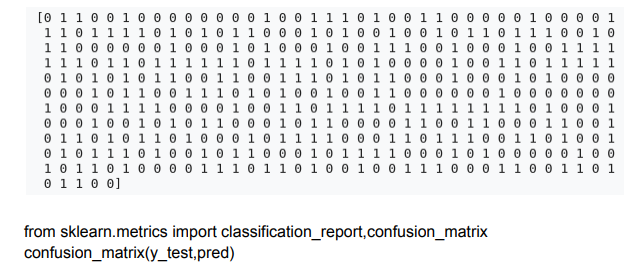 [0 1 1 0 0 1 0 0 0 0 0 0 0 0 1 0 0 1 1 1 0 1 0 0 1 1 0 0 0 0 0 1 0 0 0 0 1
1 1 0 1 1 1 1 0 1 0 1 0 1 1 0 0 0 1 0 1 0 0 1 0 0 1 0 1 1 0 1 1 1 0 0 1 0
1 1 0 0 0 0 0 0 1 0 0 0 1 0 1 0 0 0 1 0 0 1 1 1 0 0 1 0 0 0 1 0 0 1 1 1 1
1 1 1 0 1 1 0 1 1 1 1 1 1 0 1 1 1 1 0 1 0 1 0 0 0 0 1 0 0 1 1 0 1 1 1 1 1
0 1 0 1 0 1 0 1 1 0 0 1 1 0 0 1 1 1 0 1 0 1 1 0 0 0 1 0 0 0 1 0 1 0 0 0 0
0 0 0 1 0 1 1 0 0 1 1 1 0 1 0 1 0 0 1 0 0 1 1 0 0 0 0 0 0 1 0 0 0 0 0 0 0
1 0 0 0 1 1 1 1 0 0 0 0 1 0 0 1 1 0 1 1 1 1 0 1 1 1 1 1 1 1 1 0 1 0 0 0 1
0 0 0 1 0 0 1 0 1 0 1 1 0 0 0 1 0 1 1 0 0 0 0 1 1 0 0 1 1 0 0 0 1 1 0 0 1
0 1 1 0 1 0 1 1 0 1 0 0 0 1 0 1 1 1 1 0 0 0 1 1 0 1 1 1 0 0 1 1 0 1 0 0 1
0 1 0 1 1 1 0 1 0 0 1 0 1 1 0 0 0 1 0 1 1 1 1 0 0 0 1 0 1 0 0 0 0 0 1 0 0
1 0 1 1 0 1 0 0 0 0 1 1 1 0 1 1 0 1 0 0 1 0 0 1 1 1 0 0 0 1 1 0 0 1 1 0 1
0 1 1 0 0]
from sklearn.metrics import classification_report,confusion_matrix
confusion_matrix(y_test,pred)